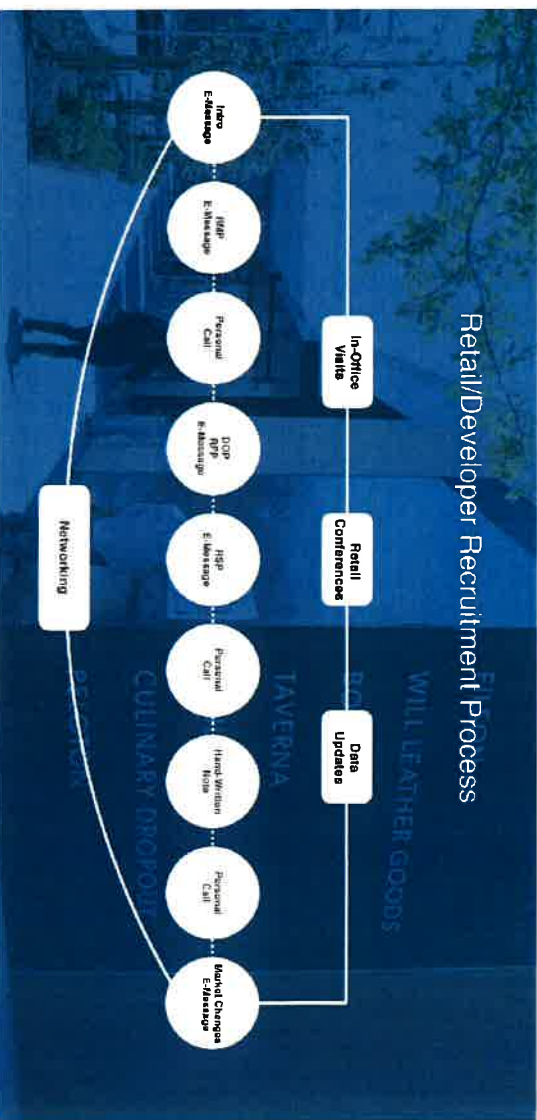 Retail/Developer Recruitment Process
In-Office
Visits
Retail
Conferences
Data
Updates
Intro
E-Message
RMP
E-Message
Personal
Call
DOP
RPP
E-Message
RSP
E-Message
Personal
Call
Hand-Written
Note
Personal
Call
Market Changes
E-Message
Networking
WILL LEATHER GOODS
TAVERNA
CULINARY DROPOUT